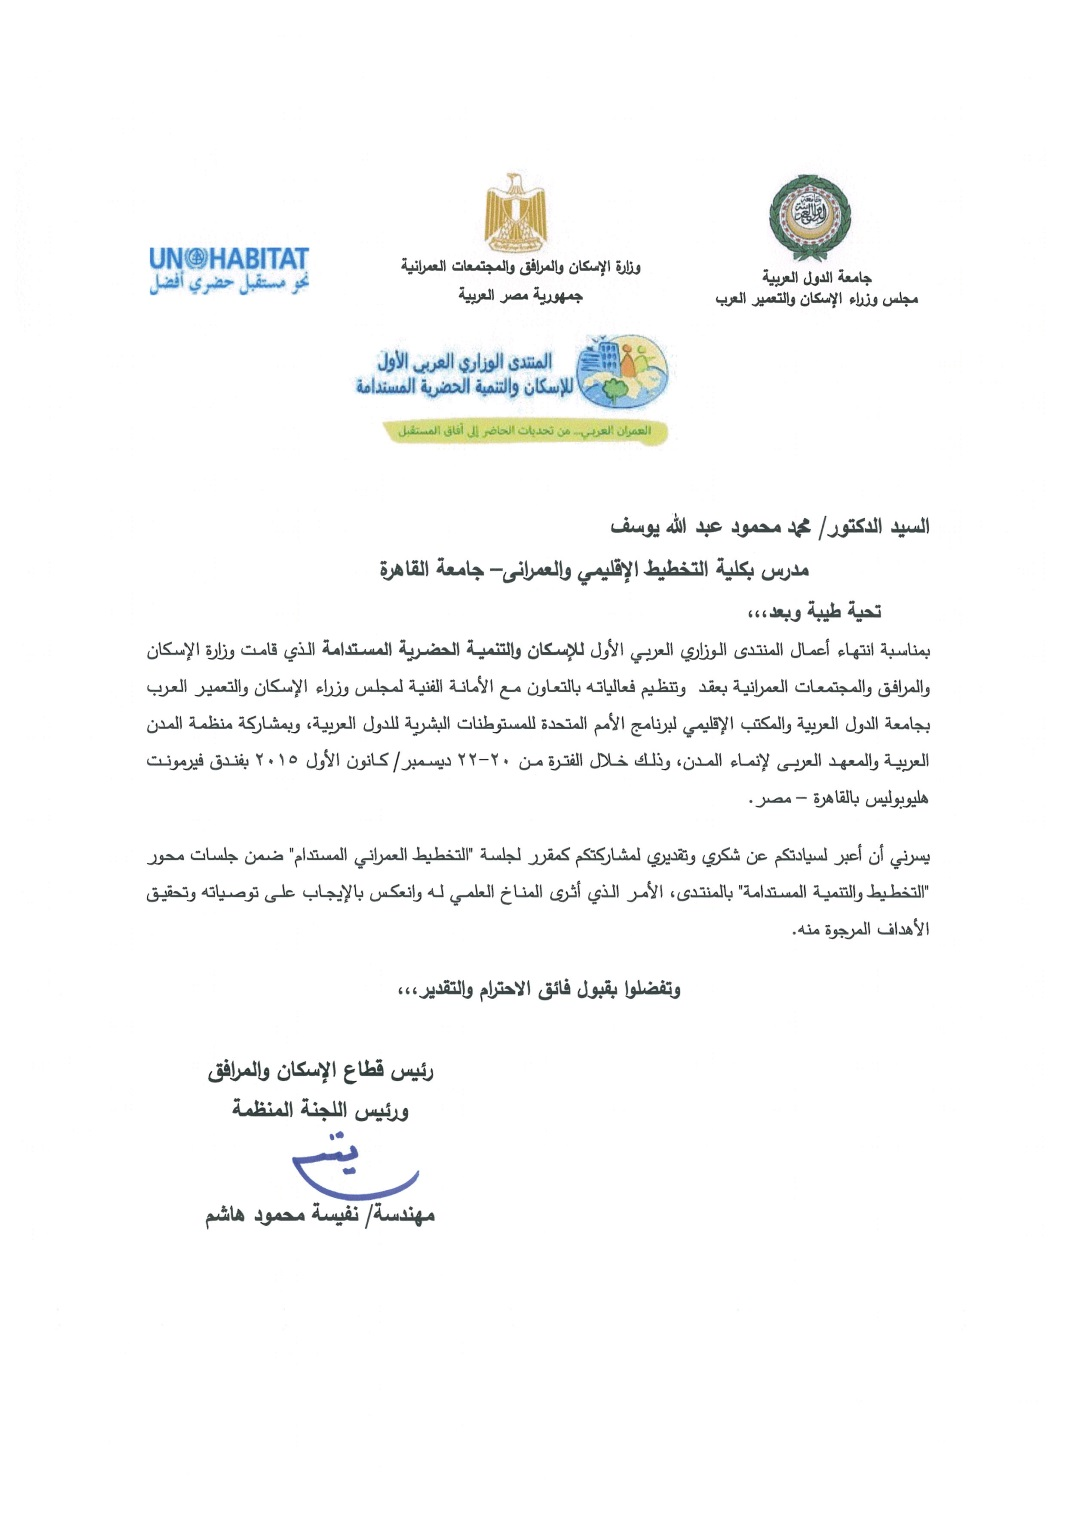 جامعة الدول العربية
مجلس وزراء الإسكان والتعمير العرب
وزارة الإسكان والمرافق والمجتمعات العمرانية
جمهورية مصر العربية
UN HABITAT
نحو مستقبل حضري أفضل
المنتدى الوزاري العربي الأول
للإسكان والتنمية الحضرية المستدامة
العمران العربي... من تحديات الحاضر إلى آفاق المستقبل
السيد الدكتور/ محمد محمود عبد الله يوسف
مدرس بكلية التخطيط الإقليمي والعمرانى– جامعة القاهرة
تحية طيبة وبعد،،،
بمناسبة انتهاء أعمال المنتدى الوزاري العربي الأول للإسكان والتنمية الحضرية المستدامة الذي قامت وزارة الإسكان
والمرافق والمجتمعات العمرانية بعقد وتنظيم فعالياته بالتعاون مع الأمانة الفنية لمجلس وزراء الإسكان والتعمير العرب
بجامعة الدول العربية والمكتب الإقليمي لبرنامج الأمم المتحدة للمستوطنات البشرية للدول العربية، وبمشاركة منظمة المدن
العربية والمعهد العربى لإنماء المدن، وذلك خلال الفترة من ٢٠-٢٢ ديسمبر/ كانون الأول ٢٠١٥ بفندق فيرمونت
هليوبوليس بالقاهرة – مصر.
يسرني أن أعبر لسيادتكم عن شكري وتقديري لمشاركتكم كمقرر لجلسة "التخطيط العمراني المستدام" ضمن جلسات محور
"التخطيط والتنمية المستدامة" بالمنتدى، الأمر الذي أثرى المناخ العلمي له وانعكس بالإيجاب على توصياته وتحقيق
الأهداف المرجوة منه.
وتفضلوا بقبول فائق الاحترام والتقدير،،،
رئيس قطاع الإسكان والمرافق
ورئيس اللجنة المنظمة
مهندسة/ نفيسة محمود هاشم